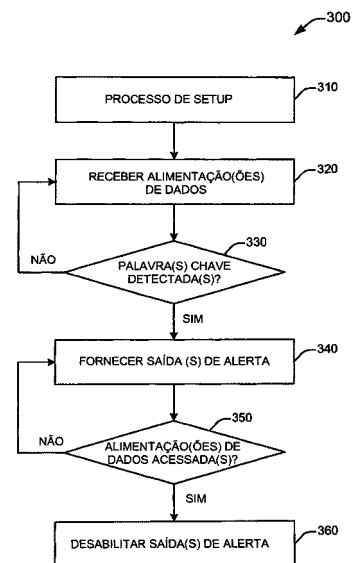 300
PROCESSO DE SETUP
310
RECEBER ALIMENTAÇÃO(ÕES)
DE DADOS
320
PALAVRA(S) CHAVE
DETECTADA(S)?
330
NÃO
SIM
FORNECER SAÍDA (S) DE ALERTA
340
ALIMENTAÇÃO(ÕES) DE
DADOS ACESSADA(S)?
350
NÃO
SIM
DESABILITAR SAÍDA(S) DE ALERTA
360